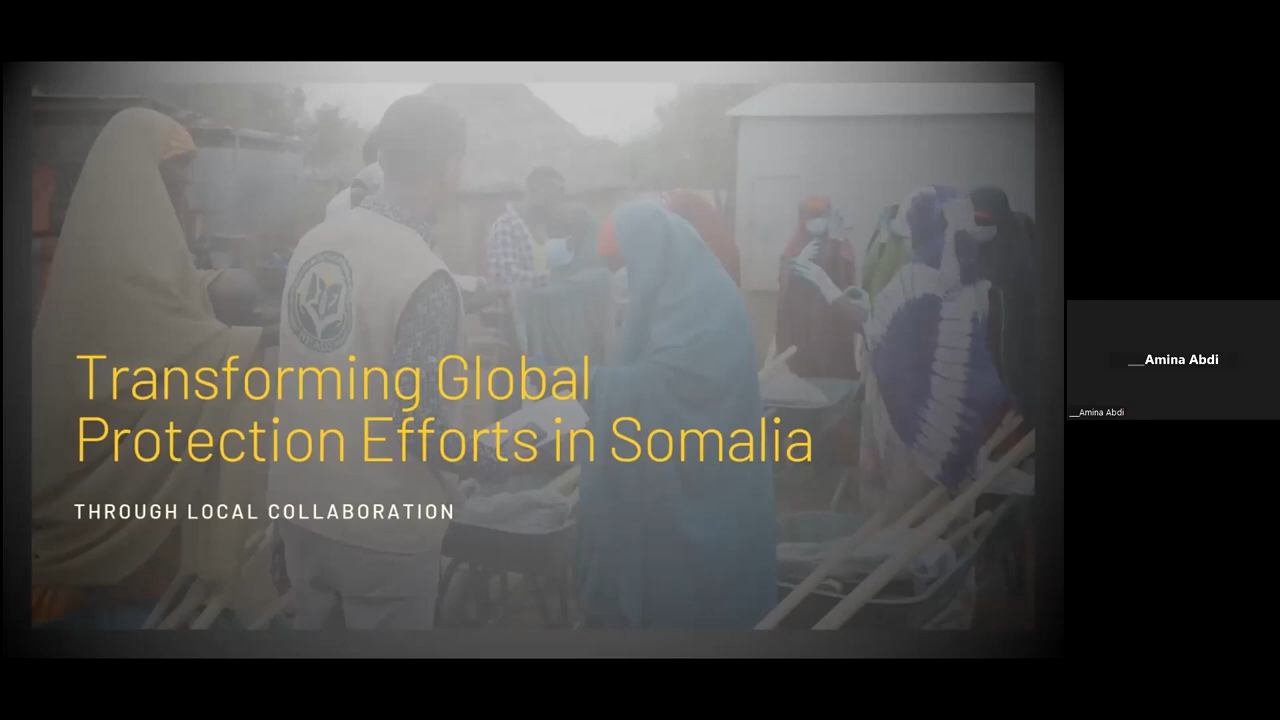 Transforming Global
Protection Efforts in Somalia
THROUGH LOCAL COLLABORATION
__Amina Abdi
__Amina Abdi